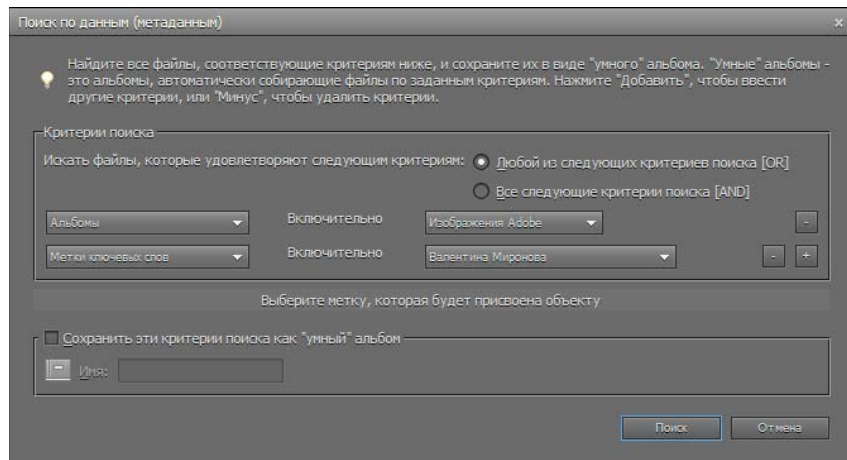 Поиск по данным (метаданным)
Найдите все файлы, соответствующие критериям ниже, и сохраните их в виде "умного" альбома. "Умные" альбомы -
это альбомы, автоматически собирающие файлы по заданным критериям. Нажмите "Добавить", чтобы ввести
другие критерии, или "Минус", чтобы удалить критерии.
Критерии поиска
Искать файлы, которые удовлетворяют следующим критериям: Любой из следующих критериев поиска [OR]
Все следующие критерии поиска [AND]
Альбомы Включительно Изображения Adobe -
Метки ключевых слов Включительно Валентина Миронова - +
Выберите метку, которая будет присвоена объекту
Сохранить эти критерии поиска как "умный" альбом
Имя:
Поиск Отмена